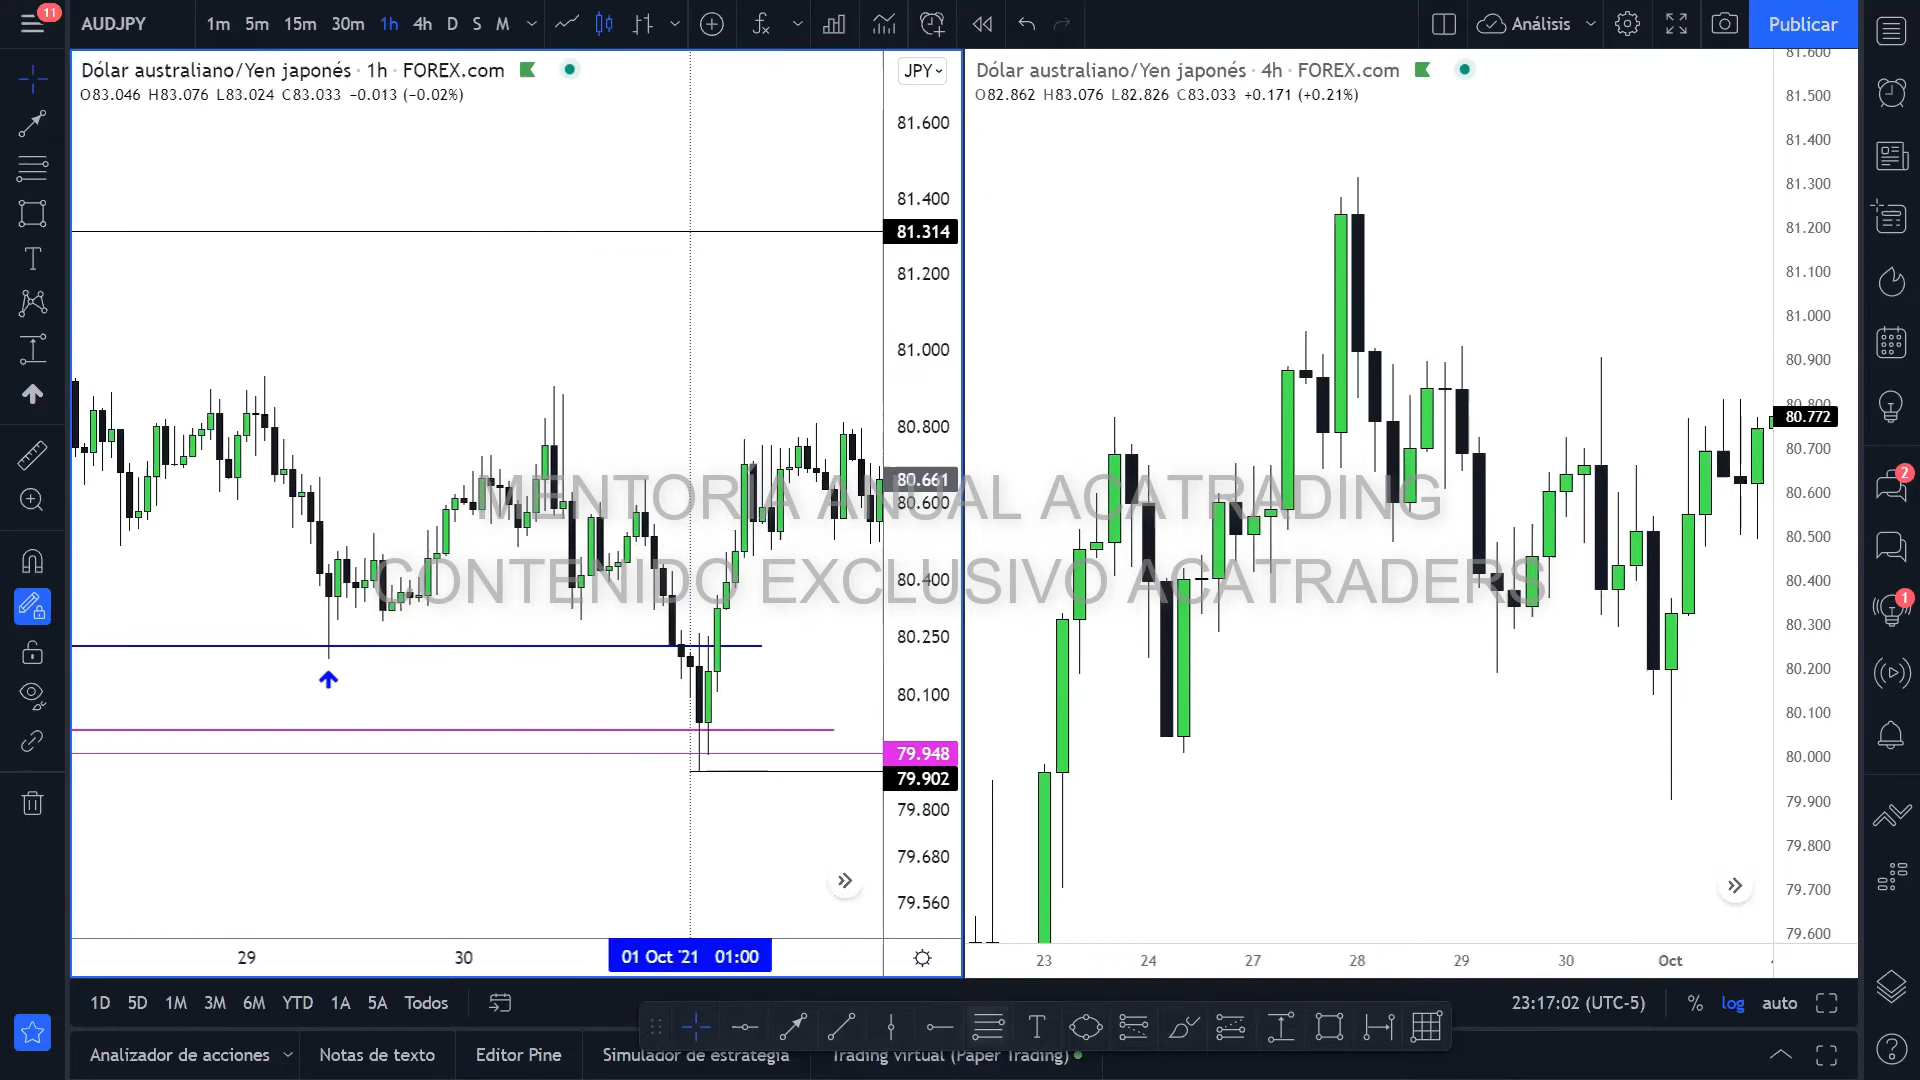 11
AUDJPY
1m 5m 15m 30m 1h 4h D S M
Análisis
Publicar
Dólar australiano/Yen japonés · 1h · FOREX.com
O83.046 H83.076 L83.024 C83.033 −0.013 (−0.02%)
JPY
81.600
81.400
81.314
81.200
81.000
80.800
80.661
80.600
80.400
80.250
80.100
79.948
79.902
79.800
79.680
79.560
29
30
01 Oct '21 01:00
Dólar australiano/Yen japonés · 4h · FOREX.com
O82.862 H83.076 L82.826 C83.033 +0.171 (+0.21%)
81.600
81.500
81.400
81.300
81.200
81.100
81.000
80.900
80.800
80.772
80.700
80.600
80.500
80.400
80.300
80.200
80.100
80.000
79.900
79.800
79.700
79.600
23
24
27
28
29
30
Oct
MENTORIA ANUAL ACATRADING
CONTENIDO EXCLUSIVO ACATRADERS
2
1
1D 5D 1M 3M 6M YTD 1A 5A Todos
23:17:02 (UTC-5)
% log auto
Analizador de acciones
Notas de texto
Editor Pine
Simulador de estrategia
Trading virtual (Paper Trading)